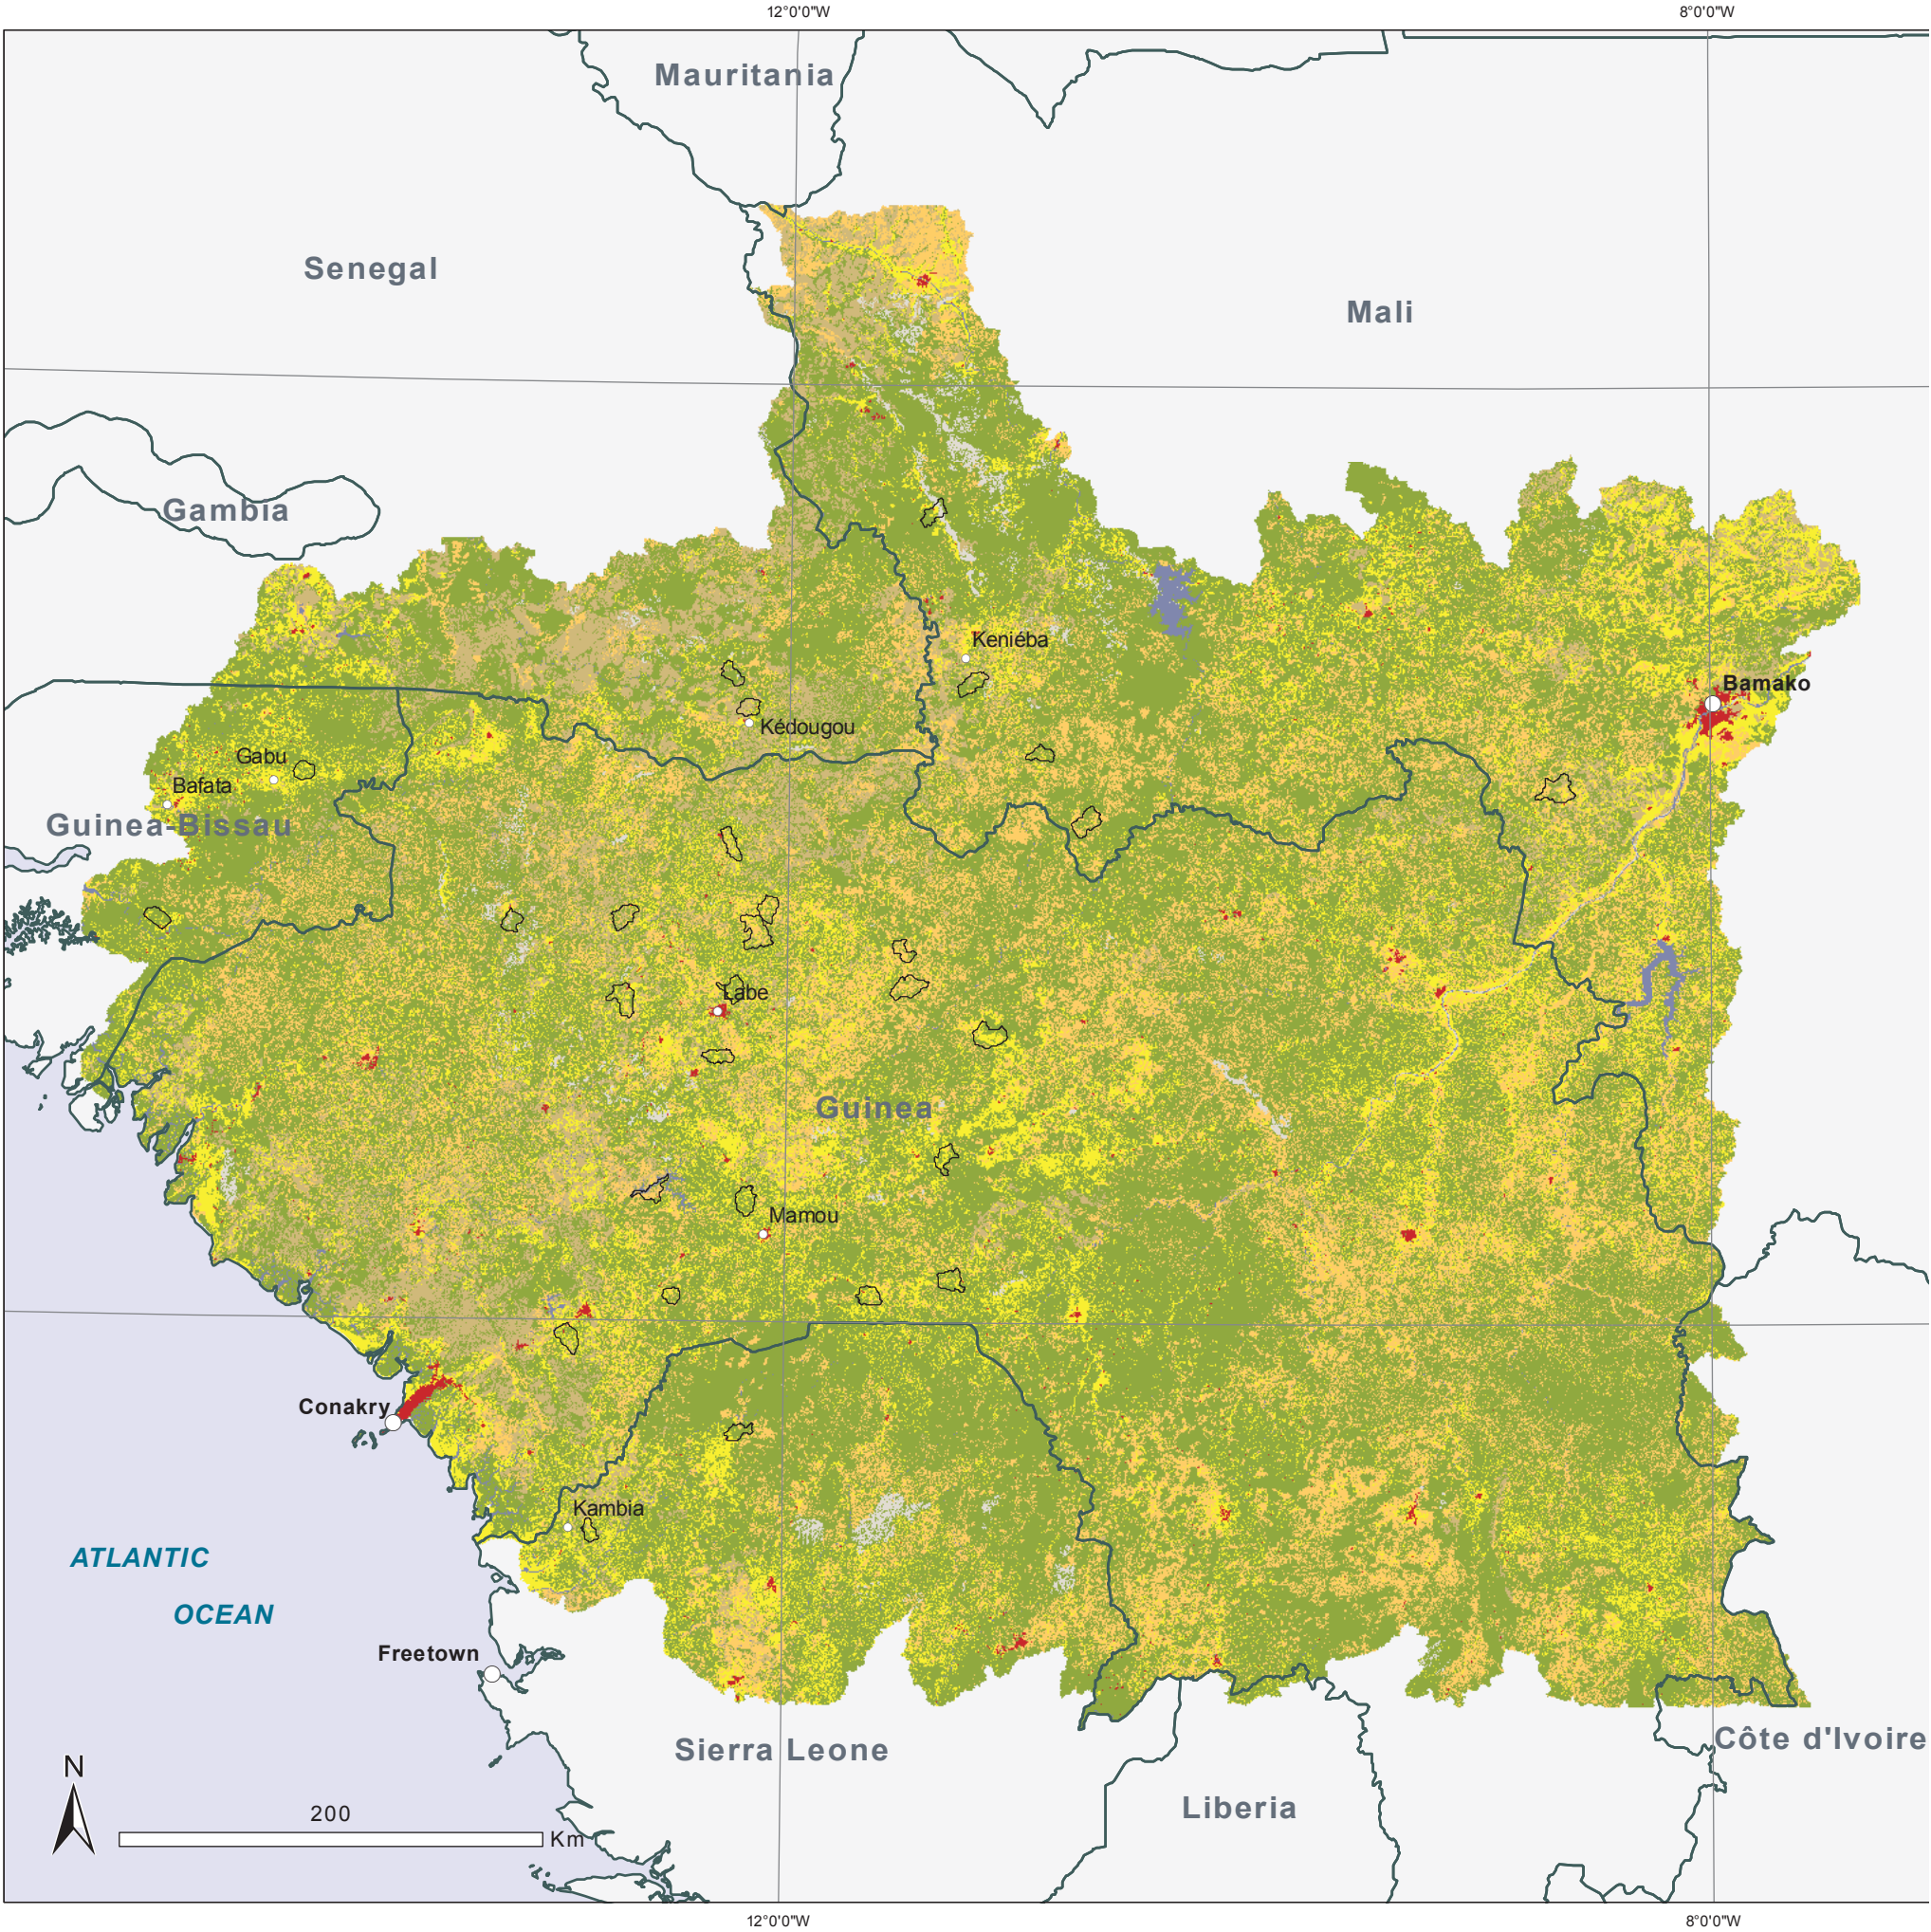 12°0'0"W
8°0'0"W
Mauritania
Senegal
Mali
Gambia
Keniéba
Bamako
Kédougou
Gabu
Bafata
Guinea-Bissau
Labe
Guinea
Mamou
Conakry
Kambia
ATLANTIC
OCEAN
Freetown
Sierra Leone
Côte d'Ivoire
Liberia
N
200
Km
12°0'0"W
8°0'0"W